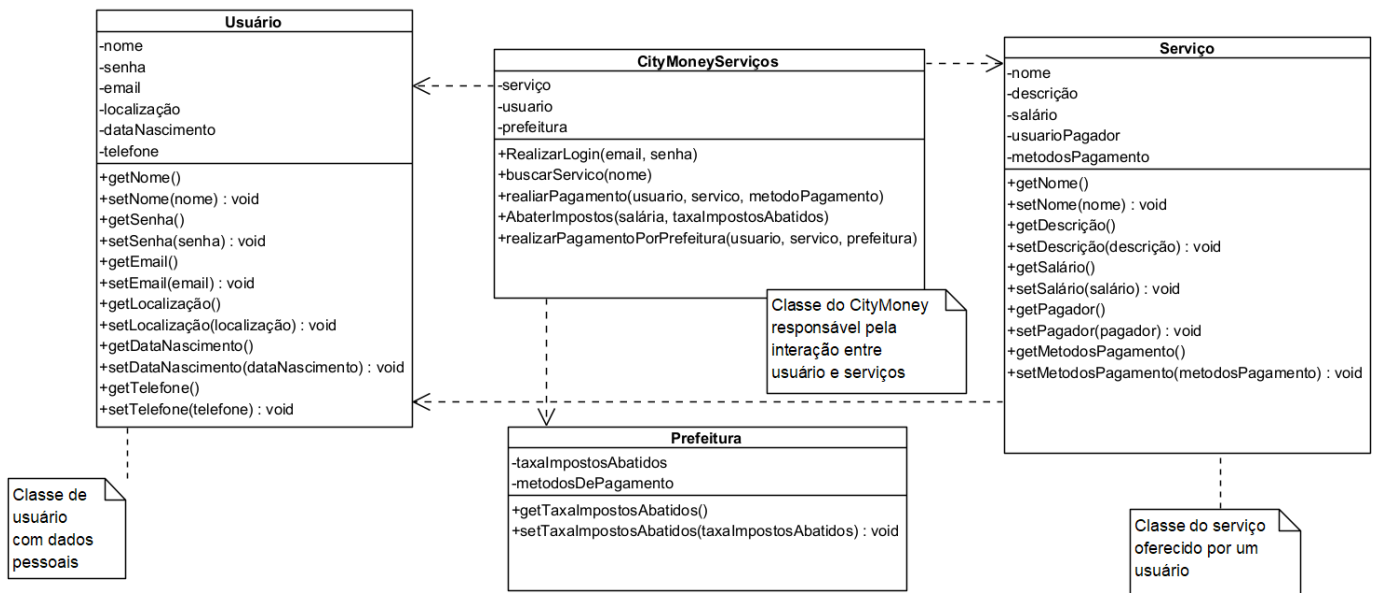 Usuário
-nome
-senha
-email
-localização
-dataNascimento
-telefone
+getNome()
+setNome(nome) : void
+getSenha()
+setSenha(senha) : void
+getEmail()
+setEmail(email) : void
+getLocalização()
+setLocalização(localização) : void
+getDataNascimento()
+setDataNascimento(dataNascimento) : void
+getTelefone()
+setTelefone(telefone) : void
Classe de
usuário
com dados
pessoais
CityMoneyServiços
-serviço
-usuario
-prefeitura
+RealizarLogin(email, senha)
+buscarServico(nome)
+realiarPagamento(usuario, servico, metodoPagamento)
+AbaterImpostos(salária, taxaImpostosAbatidos)
+realizarPagamentoPorPrefeitura(usuario, servico, prefeitura)
Classe do CityMoney
responsável pela
interação entre
usuário e serviços
Prefeitura
-taxaImpostosAbatidos
-metodosDePagamento
+getTaxaImpostosAbatidos()
+setTaxaImpostosAbatidos(taxaImpostosAbatidos) : void
Serviço
-nome
-descrição
-salário
-usuarioPagador
-metodosPagamento
+getNome()
+setNome(nome) : void
+getDescrição()
+setDescrição(descrição) : void
+getSalário()
+setSalário(salário) : void
+getPagador()
+setPagador(pagador) : void
+getMetodosPagamento()
+setMetodosPagamento(metodosPagamento) : void
Classe do serviço
oferecido por um
usuário